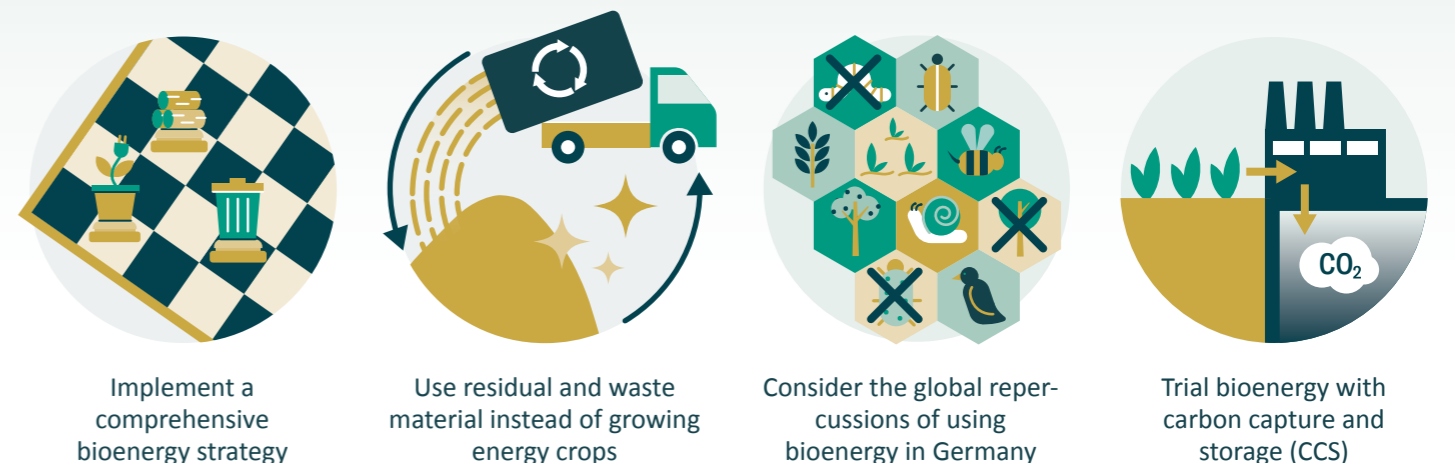 CO₂
Implement a
comprehensive
bioenergy strategy
Use residual and waste
material instead of growing
energy crops
Consider the global reper-
cussions of using
bioenergy in Germany
Trial bioenergy with
carbon capture and
storage (CCS)